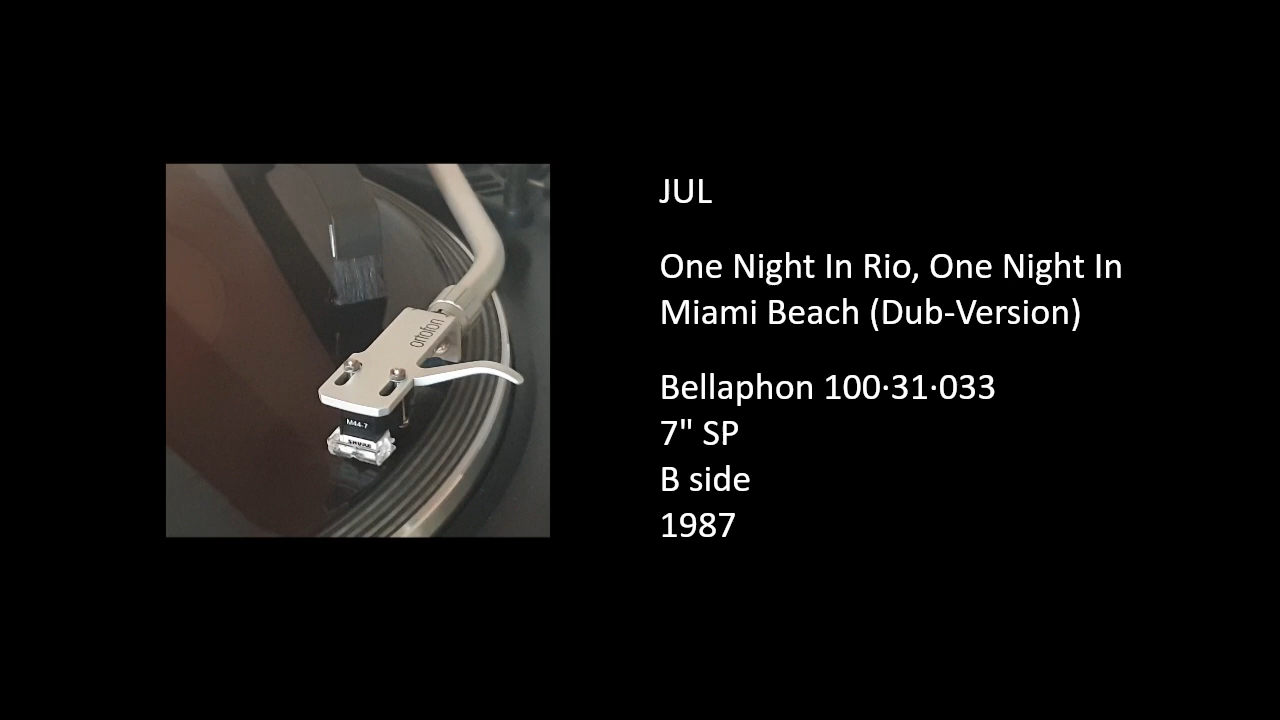 JUL
One Night In Rio, One Night In
Miami Beach (Dub-Version)
Bellaphon 100·31·033
7" SP
B side
1987
ortofon
M44-7
SHURE